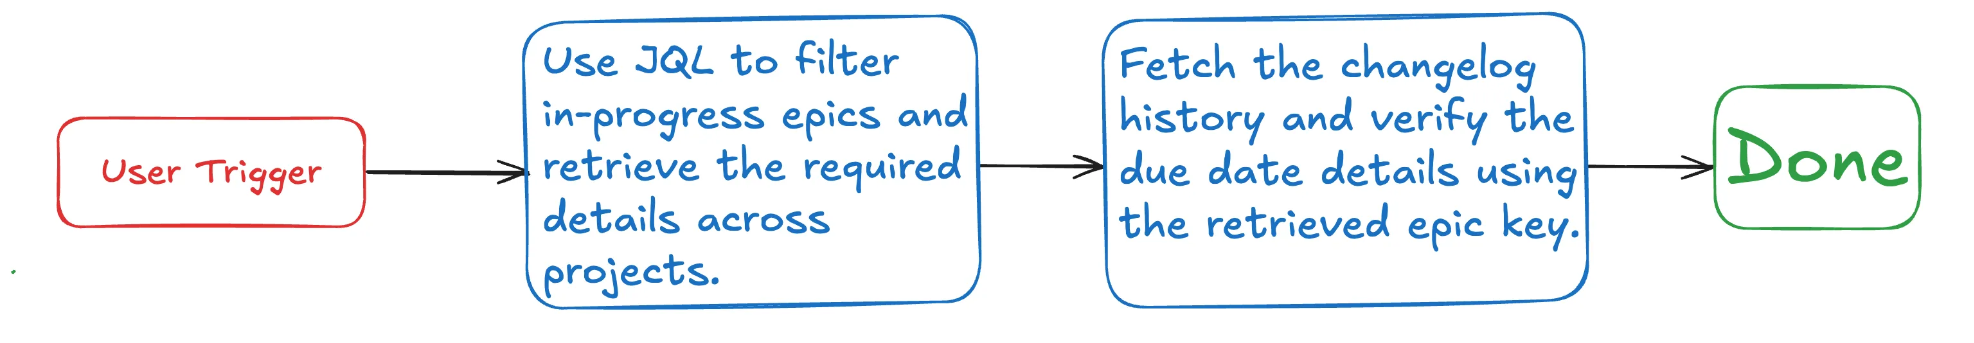 User Trigger
Use JQL to filter
in-progress epics and
retrieve the required
details across
projects.
Fetch the changelog
history and verify the
due date details using
the retrieved epic key.
Done